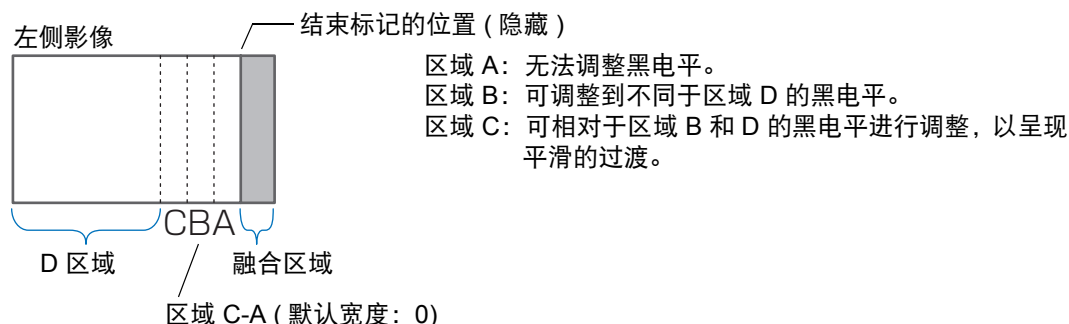 结束标记的位置 ( 隐藏 )
左侧影像
区域 A：无法调整黑电平。
区域 B：可调整到不同于区域 D 的黑电平。
区域 C：可相对于区域 B 和 D 的黑电平进行调整，以呈现
平滑的过渡。
CBA
D 区域
融合区域
区域 C-A ( 默认宽度：0)